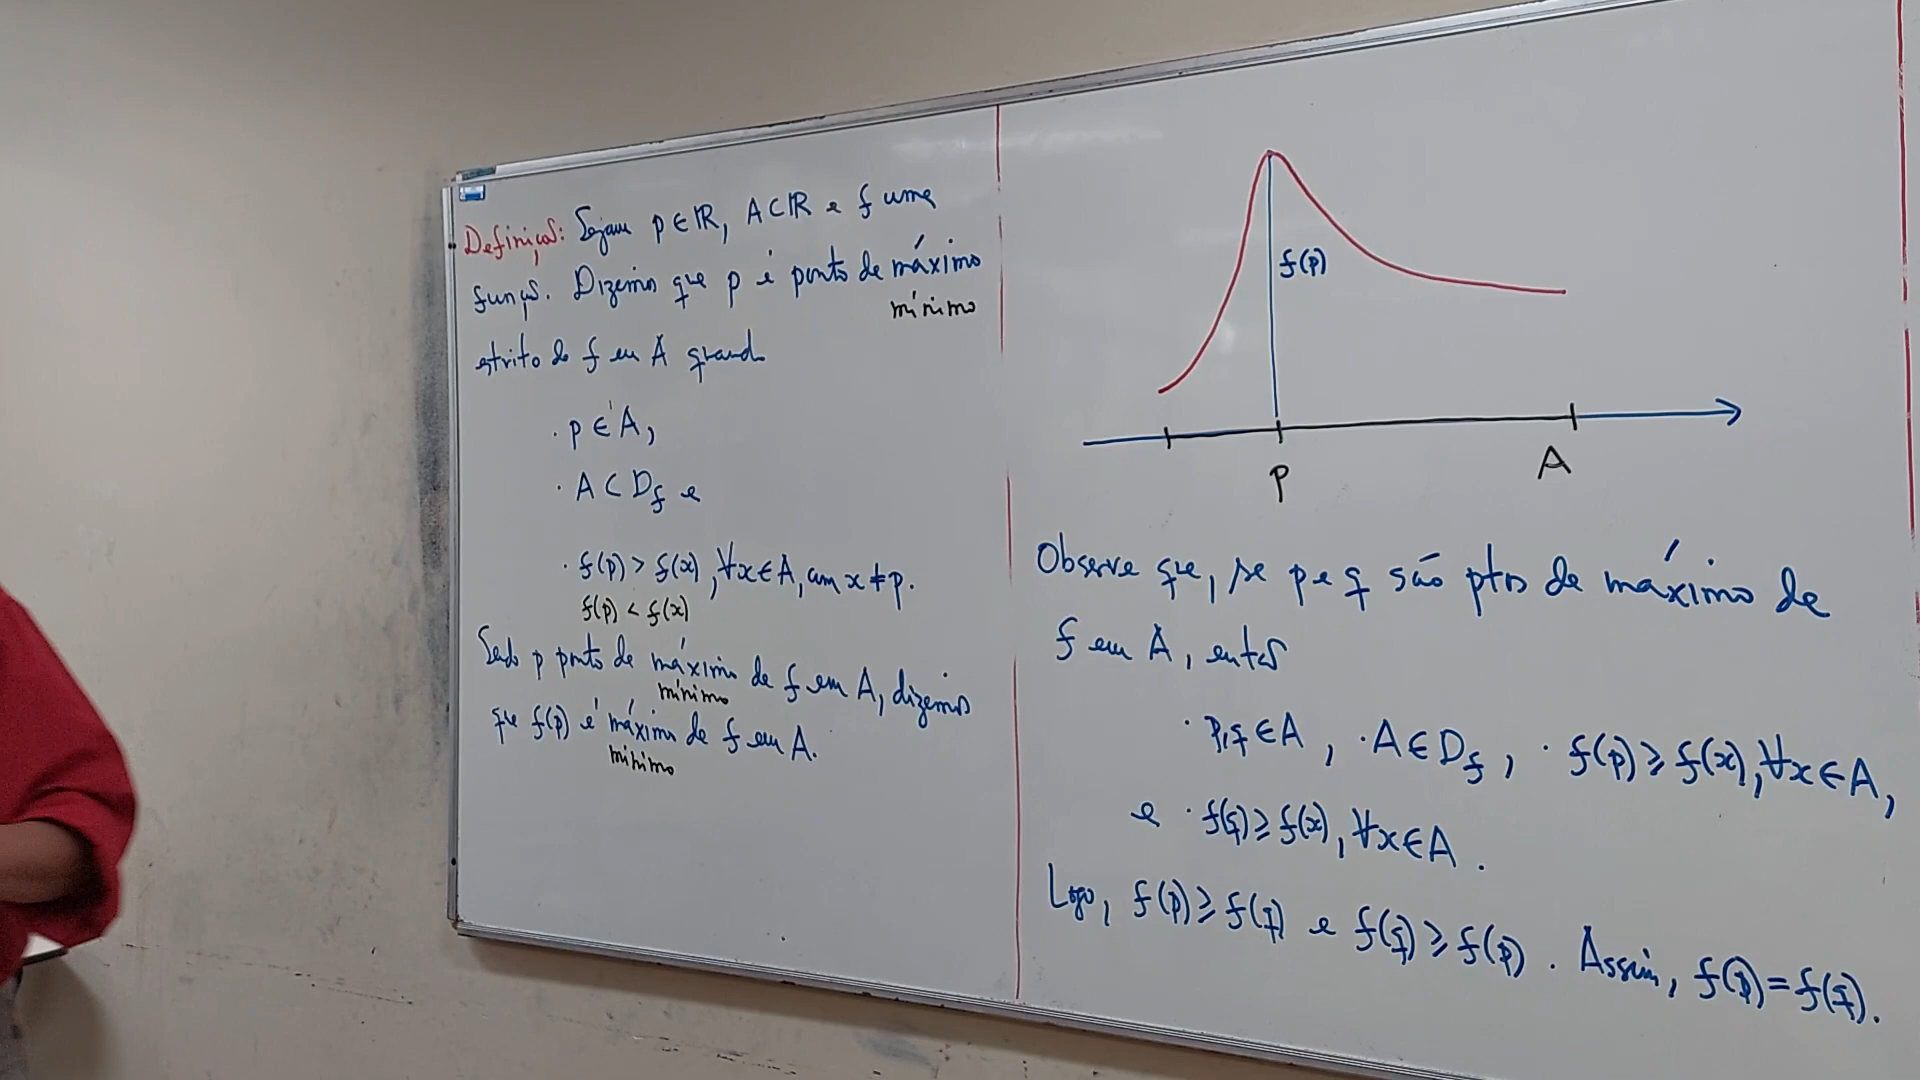 Definição: Sejam p ∈ ℝ, A ⊂ ℝ e f uma
função. Dizemos que p é ponto de máximo
mínimo
estrito de f em A quando
· p ∈ A,
· A ⊂ D_f e
· f(p) > f(x), ∀x ∈ A, com x ≠ p.
f(p) < f(x)
Sendo p ponto de máximo de f em A, dizemos
mínimo
que f(p) é máximo de f em A.
mínimo
f(p)
p
A
Observe que, se p e q são ptos de máximo de
f em A, então
· p, q ∈ A, · A ∈ D_f, · f(p) ⩾ f(x), ∀x ∈ A,
e · f(q) ⩾ f(x), ∀x ∈ A.
Logo, f(p) ⩾ f(q) e f(q) ⩾ f(p). Assim, f(p) = f(q).